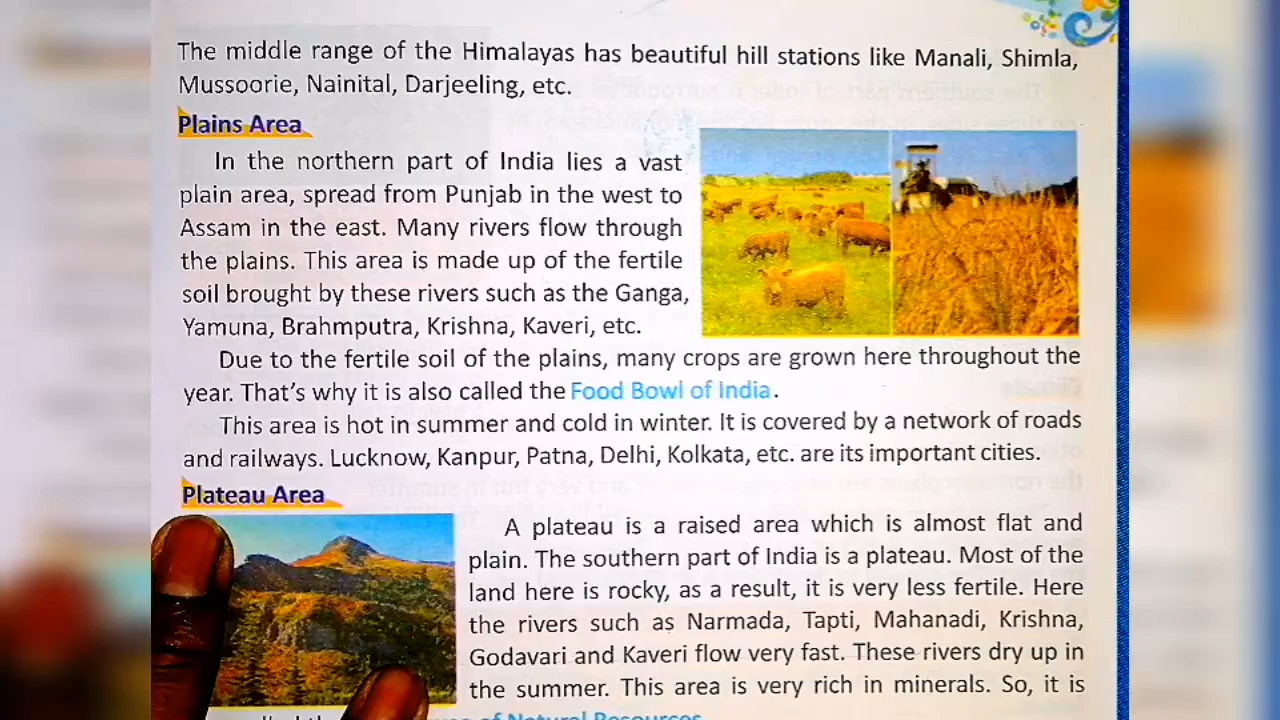 The middle range of the Himalayas has beautiful hill stations like Manali, Shimla,
Mussoorie, Nainital, Darjeeling, etc.
Plains Area
In the northern part of India lies a vast
plain area, spread from Punjab in the west to
Assam in the east. Many rivers flow through
the plains. This area is made up of the fertile
soil brought by these rivers such as the Ganga,
Yamuna, Brahmputra, Krishna, Kaveri, etc.
Due to the fertile soil of the plains, many crops are grown here throughout the
year. That's why it is also called the Food Bowl of India.
This area is hot in summer and cold in winter. It is covered by a network of roads
and railways. Lucknow, Kanpur, Patna, Delhi, Kolkata, etc. are its important cities.
Plateau Area
A plateau is a raised area which is almost flat and
plain. The southern part of India is a plateau. Most of the
land here is rocky, as a result, it is very less fertile. Here
the rivers such as Narmada, Tapti, Mahanadi, Krishna,
Godavari and Kaveri flow very fast. These rivers dry up in
the summer. This area is very rich in minerals. So, it is
of Natural Resources